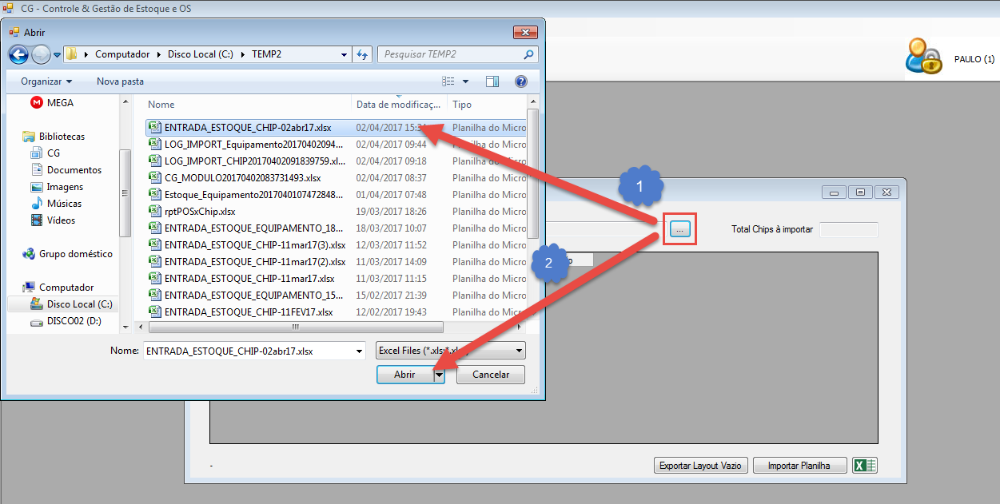 CG - Controle & Gestão de Estoque e OS
Abrir
Computador
Disco Local (C:)
TEMP2
Pesquisar TEMP2
PAULO (1)
Organizar
Nova pasta
MEGA
Bibliotecas
CG
Documentos
Imagens
Músicas
Vídeos
Grupo doméstico
Computador
Disco Local (C:)
DISCO02 (D:)
Nome Data de modificaç... Tipo
ENTRADA_ESTOQUE_CHIP-02abr17.xlsx 02/04/2017 15:34 Planilha do Micro
LOG_IMPORT_Equipamento20170402094... 02/04/2017 09:44 Planilha do Micro
LOG_IMPORT_CHIP20170402091839759.xl... 02/04/2017 09:18 Planilha do Micro
CG_MODULO20170402083731493.xlsx 02/04/2017 08:37 Planilha do Micro
Estoque_Equipamento2017040107472848... 01/04/2017 07:48 Planilha do Micro
rptPOSxChip.xlsx 19/03/2017 18:26 Planilha do Micro
ENTRADA_ESTOQUE_EQUIPAMENTO_18... 18/03/2017 10:07 Planilha do Micro
ENTRADA_ESTOQUE_CHIP-11mar17(3).xlsx 12/03/2017 11:52 Planilha do Micro
ENTRADA_ESTOQUE_CHIP-11mar17(2).xlsx 11/03/2017 14:09 Planilha do Micro
ENTRADA_ESTOQUE_CHIP-11mar17.xlsx 11/03/2017 11:15 Planilha do Micro
ENTRADA_ESTOQUE_EQUIPAMENTO_15... 15/02/2017 21:39 Planilha do Micro
ENTRADA_ESTOQUE_CHIP-11FEV17.xlsx 12/02/2017 19:43 Planilha do Micro
Nome: ENTRADA_ESTOQUE_CHIP-02abr17.xlsx
Excel Files (*.xls
Abrir
Cancelar
1
2
...
Total Chips à importar
-
Exportar Layout Vazio
Importar Planilha